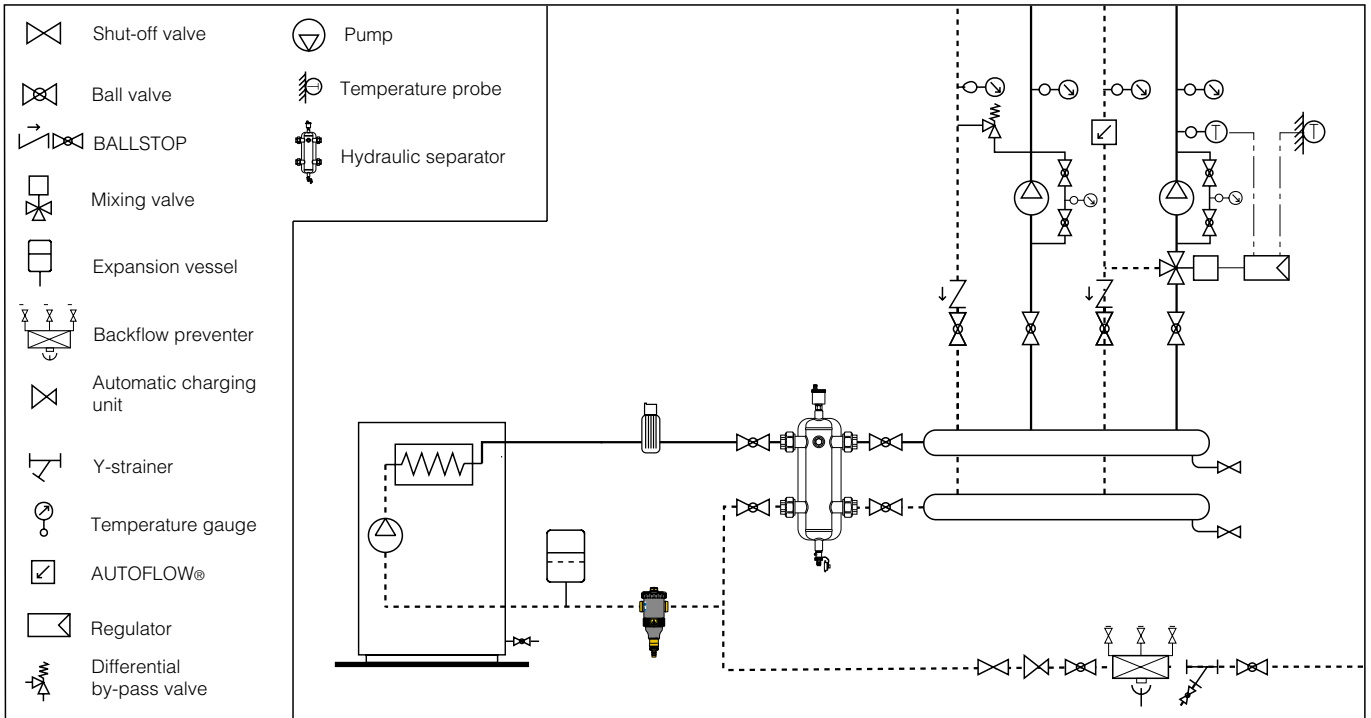 Shut-off valve
Ball valve
BALLSTOP
Mixing valve
Expansion vessel
Backflow preventer
Automatic charging
unit
Y-strainer
Temperature gauge
AUTOFLOW®
Regulator
Differential
by-pass valve
Pump
T
Temperature probe
Hydraulic separator
T
T